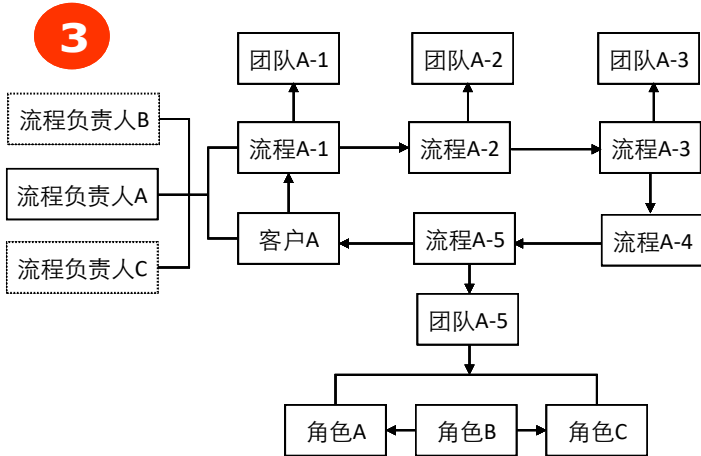 3
团队A-1
团队A-2
团队A-3
流程负责人B
流程A-1
流程A-2
流程A-3
流程负责人A
客户A
流程A-5
流程A-4
流程负责人C
团队A-5
角色A
角色B
角色C